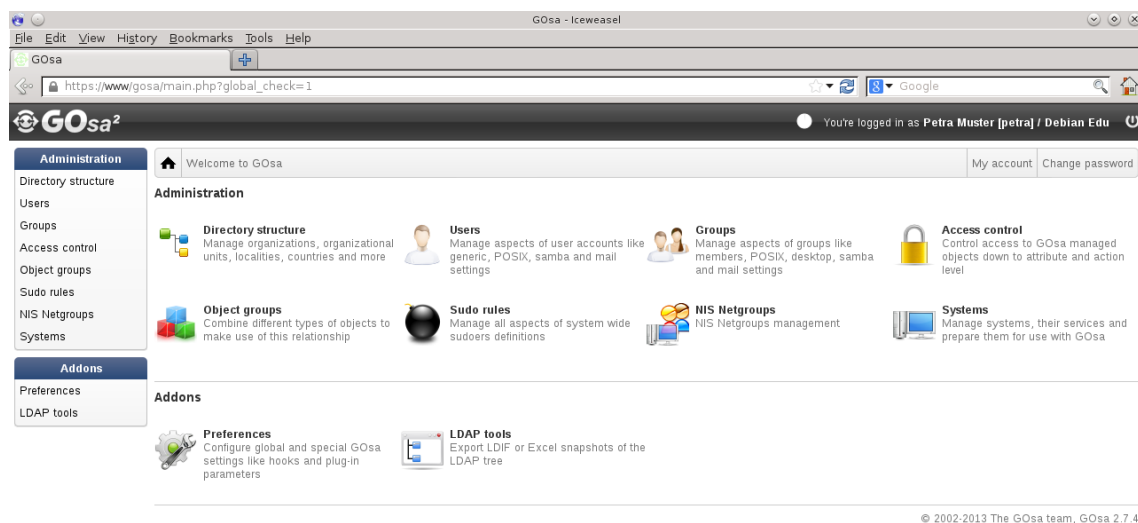 GOsa - Iceweasel
File Edit View History Bookmarks Tools Help
GOsa
https://www/gosa/main.php?global_check=1
Google
GOsa²
You're logged in as Petra Muster [petra] / Debian Edu
Administration
Directory structure
Users
Groups
Access control
Object groups
Sudo rules
NIS Netgroups
Systems
Addons
Preferences
LDAP tools
Welcome to GOsa
My account
Change password
Administration
Directory structure
Manage organizations, organizational
units, localities, countries and more
Users
Manage aspects of user accounts like
generic, POSIX, samba and mail
settings
Groups
Manage aspects of groups like
members, POSIX, desktop, samba
and mail settings
Access control
Control access to GOsa managed
objects down to attribute and action
level
Object groups
Combine different types of objects to
make use of this relationship
Sudo rules
Manage all aspects of system wide
sudoers definitions
NIS Netgroups
NIS Netgroups management
Systems
Manage systems, their services and
prepare them for use with GOsa
Addons
Preferences
Configure global and special GOsa
settings like hooks and plug-in
parameters
LDAP tools
Export LDIF or Excel snapshots of the
LDAP tree
© 2002-2013 The GOsa team, GOsa 2.7.4